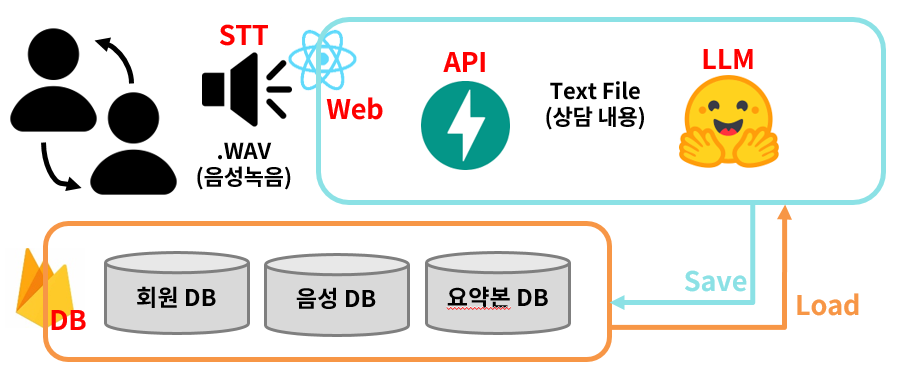 STT
.WAV
(음성녹음)
Web
API
Text File
(상담 내용)
LLM
DB
회원 DB
음성 DB
요약본 DB
Save
Load